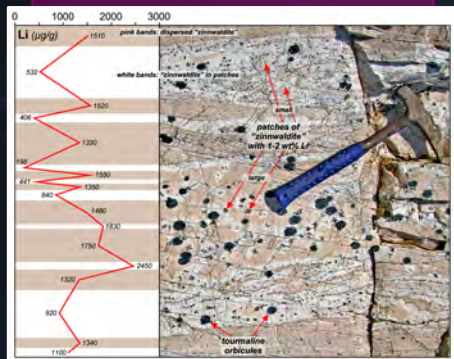 0 1000 2000 3000
Li (µg/g)
pink bands: dispersed "zinnwaldite"
1510
532
white bands: "zinnwaldite" in patches
1520
406
small
patches of
"zinnwaldite"
with 1-2 wt% Li
1330
198
1550
large
441
1350
840
1480
1830
1750
2450
1320
920
tourmaline
orbicules
1340
1100